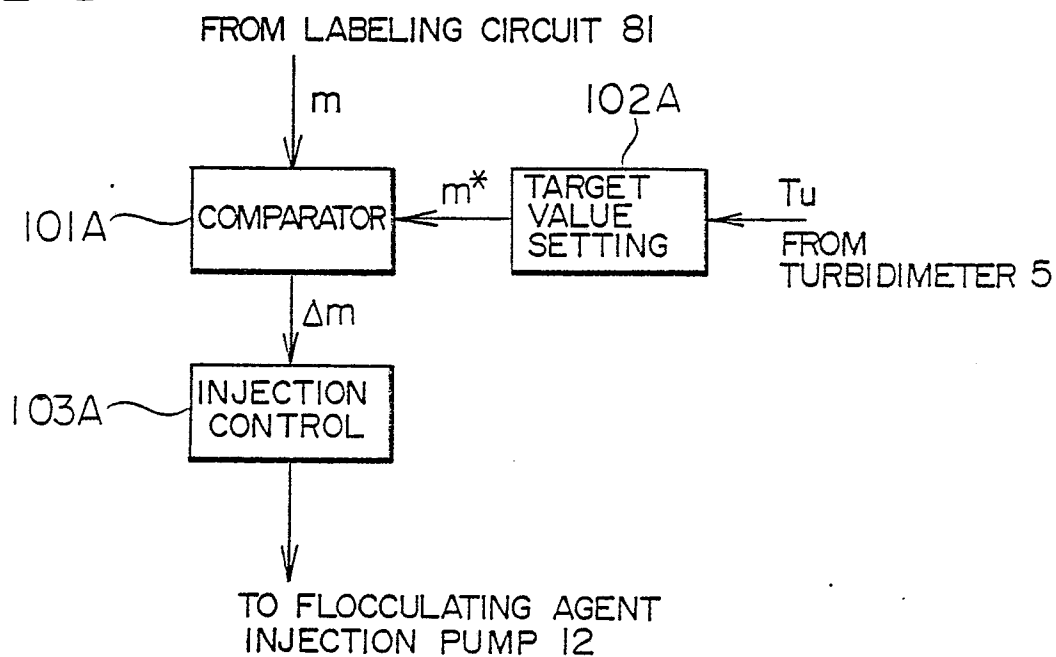 FROM LABELING CIRCUIT 81
m
102A
TARGET
VALUE
SETTING
m*
Tu
COMPARATOR
101A
FROM
TURBIDIMETER 5
Δm
INJECTION
CONTROL
103A
TO FLOCCULATING AGENT
INJECTION PUMP 12